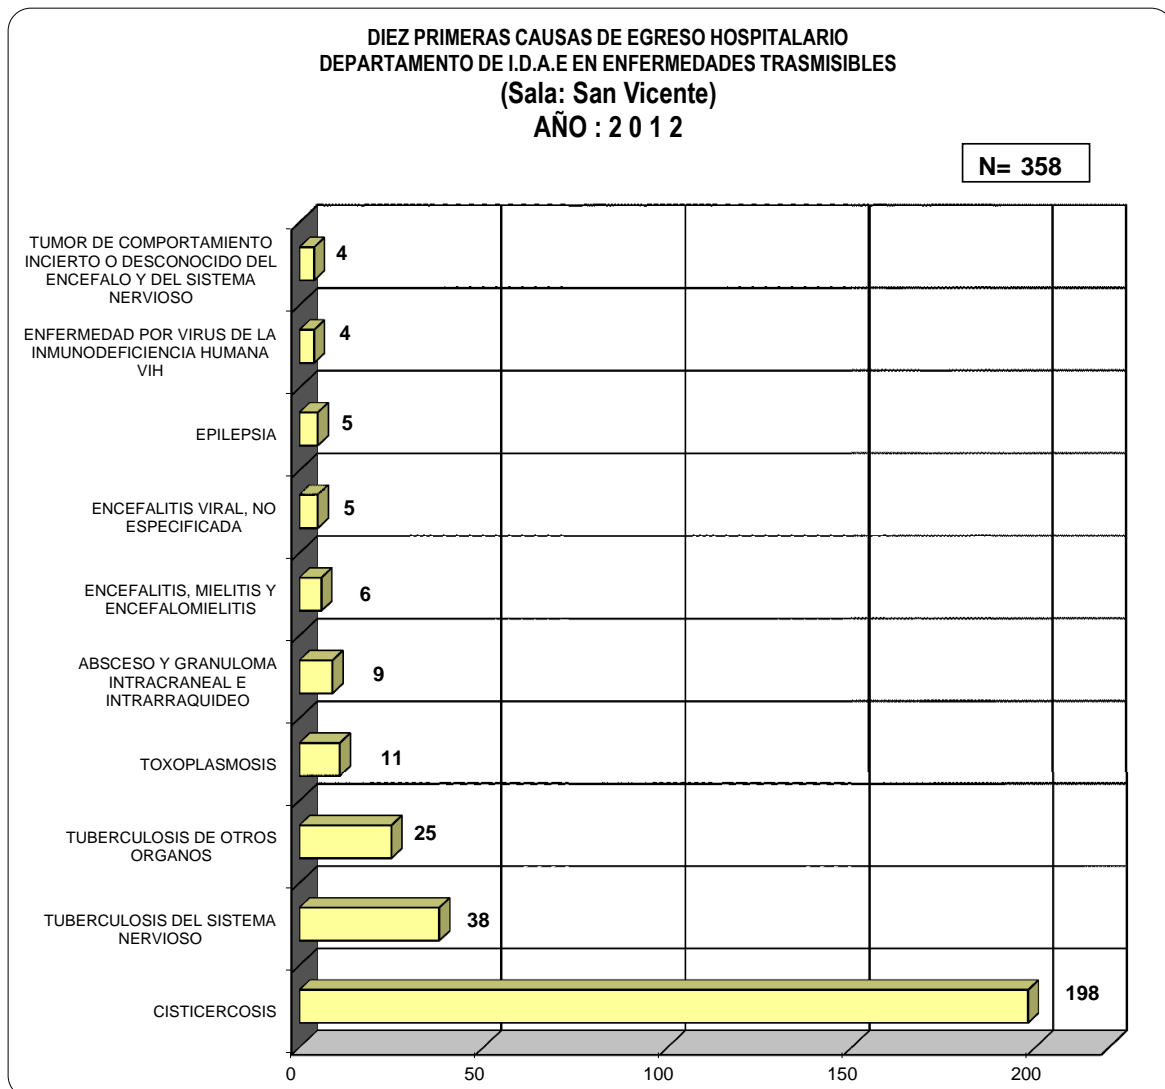 DIEZ PRIMERAS CAUSAS DE EGRESO HOSPITALARIO
DEPARTAMENTO DE I.D.A.E EN ENFERMEDADES TRASMISIBLES
(Sala: San Vicente)
AÑO : 2 0 1 2
N= 358
TUMOR DE COMPORTAMIENTO
INCIERTO O DESCONOCIDO DEL
ENCEFALO Y DEL SISTEMA
NERVIOSO
4
ENFERMEDAD POR VIRUS DE LA
INMUNODEFICIENCIA HUMANA
VIH
4
EPILEPSIA
5
ENCEFALITIS VIRAL, NO
ESPECIFICADA
5
ENCEFALITIS, MIELITIS Y
ENCEFALOMIELITIS
6
ABSCESO Y GRANULOMA
INTRACRANEAL E
INTRARRAQUIDEO
9
TOXOPLASMOSIS
11
TUBERCULOSIS DE OTROS
ORGANOS
25
TUBERCULOSIS DEL SISTEMA
NERVIOSO
38
CISTICERCOSIS
198
0 50 100 150 200